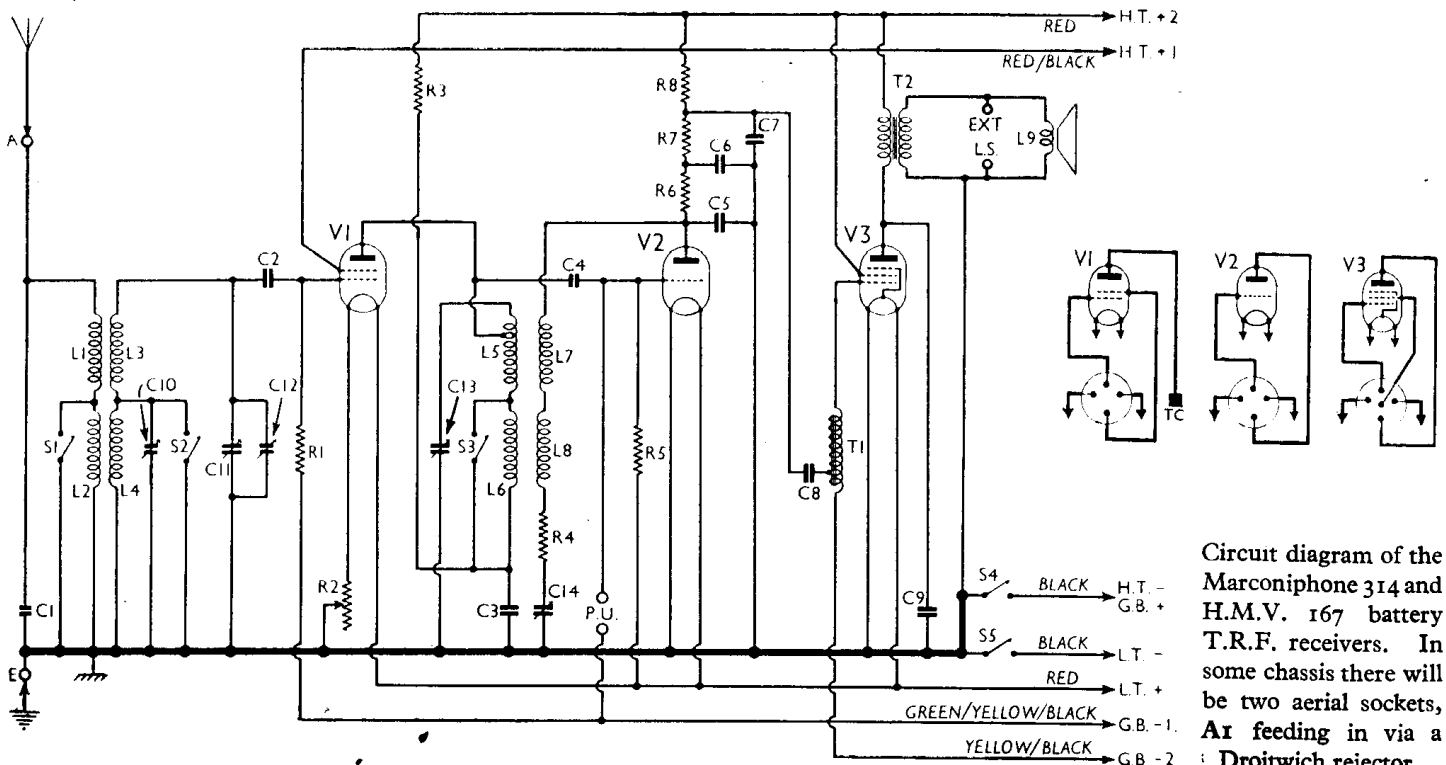 RED
H.T. + 2
RED/BLACK
H T. + 1
R3
R8
T2
C7
R7
EXT
L9
L.S.
A
C6
R6
C5
V1
V2
V3
C2
C4
V1
V2
V3
L1
L3
L5
L7
C10
C12
C13
S1
S2
C11
R1
S3
R5
T1
TC
L2
L4
L6
L8
C8
R4
R2
C14
C1
C3
P.U.
C9
S4
BLACK
H.T. -
G.B. +
S5
BLACK
L.T. -
E
RED
L.T. +
GREEN/YELLOW/BLACK
G.B. -1.
YELLOW/BLACK
G.B -2
Circuit diagram of the
Marconiphone 314 and
H.M.V. 167 battery
T.R.F. receivers. In
some chassis there will
be two aerial sockets,
A1 feeding in via a
Droitwich rejector